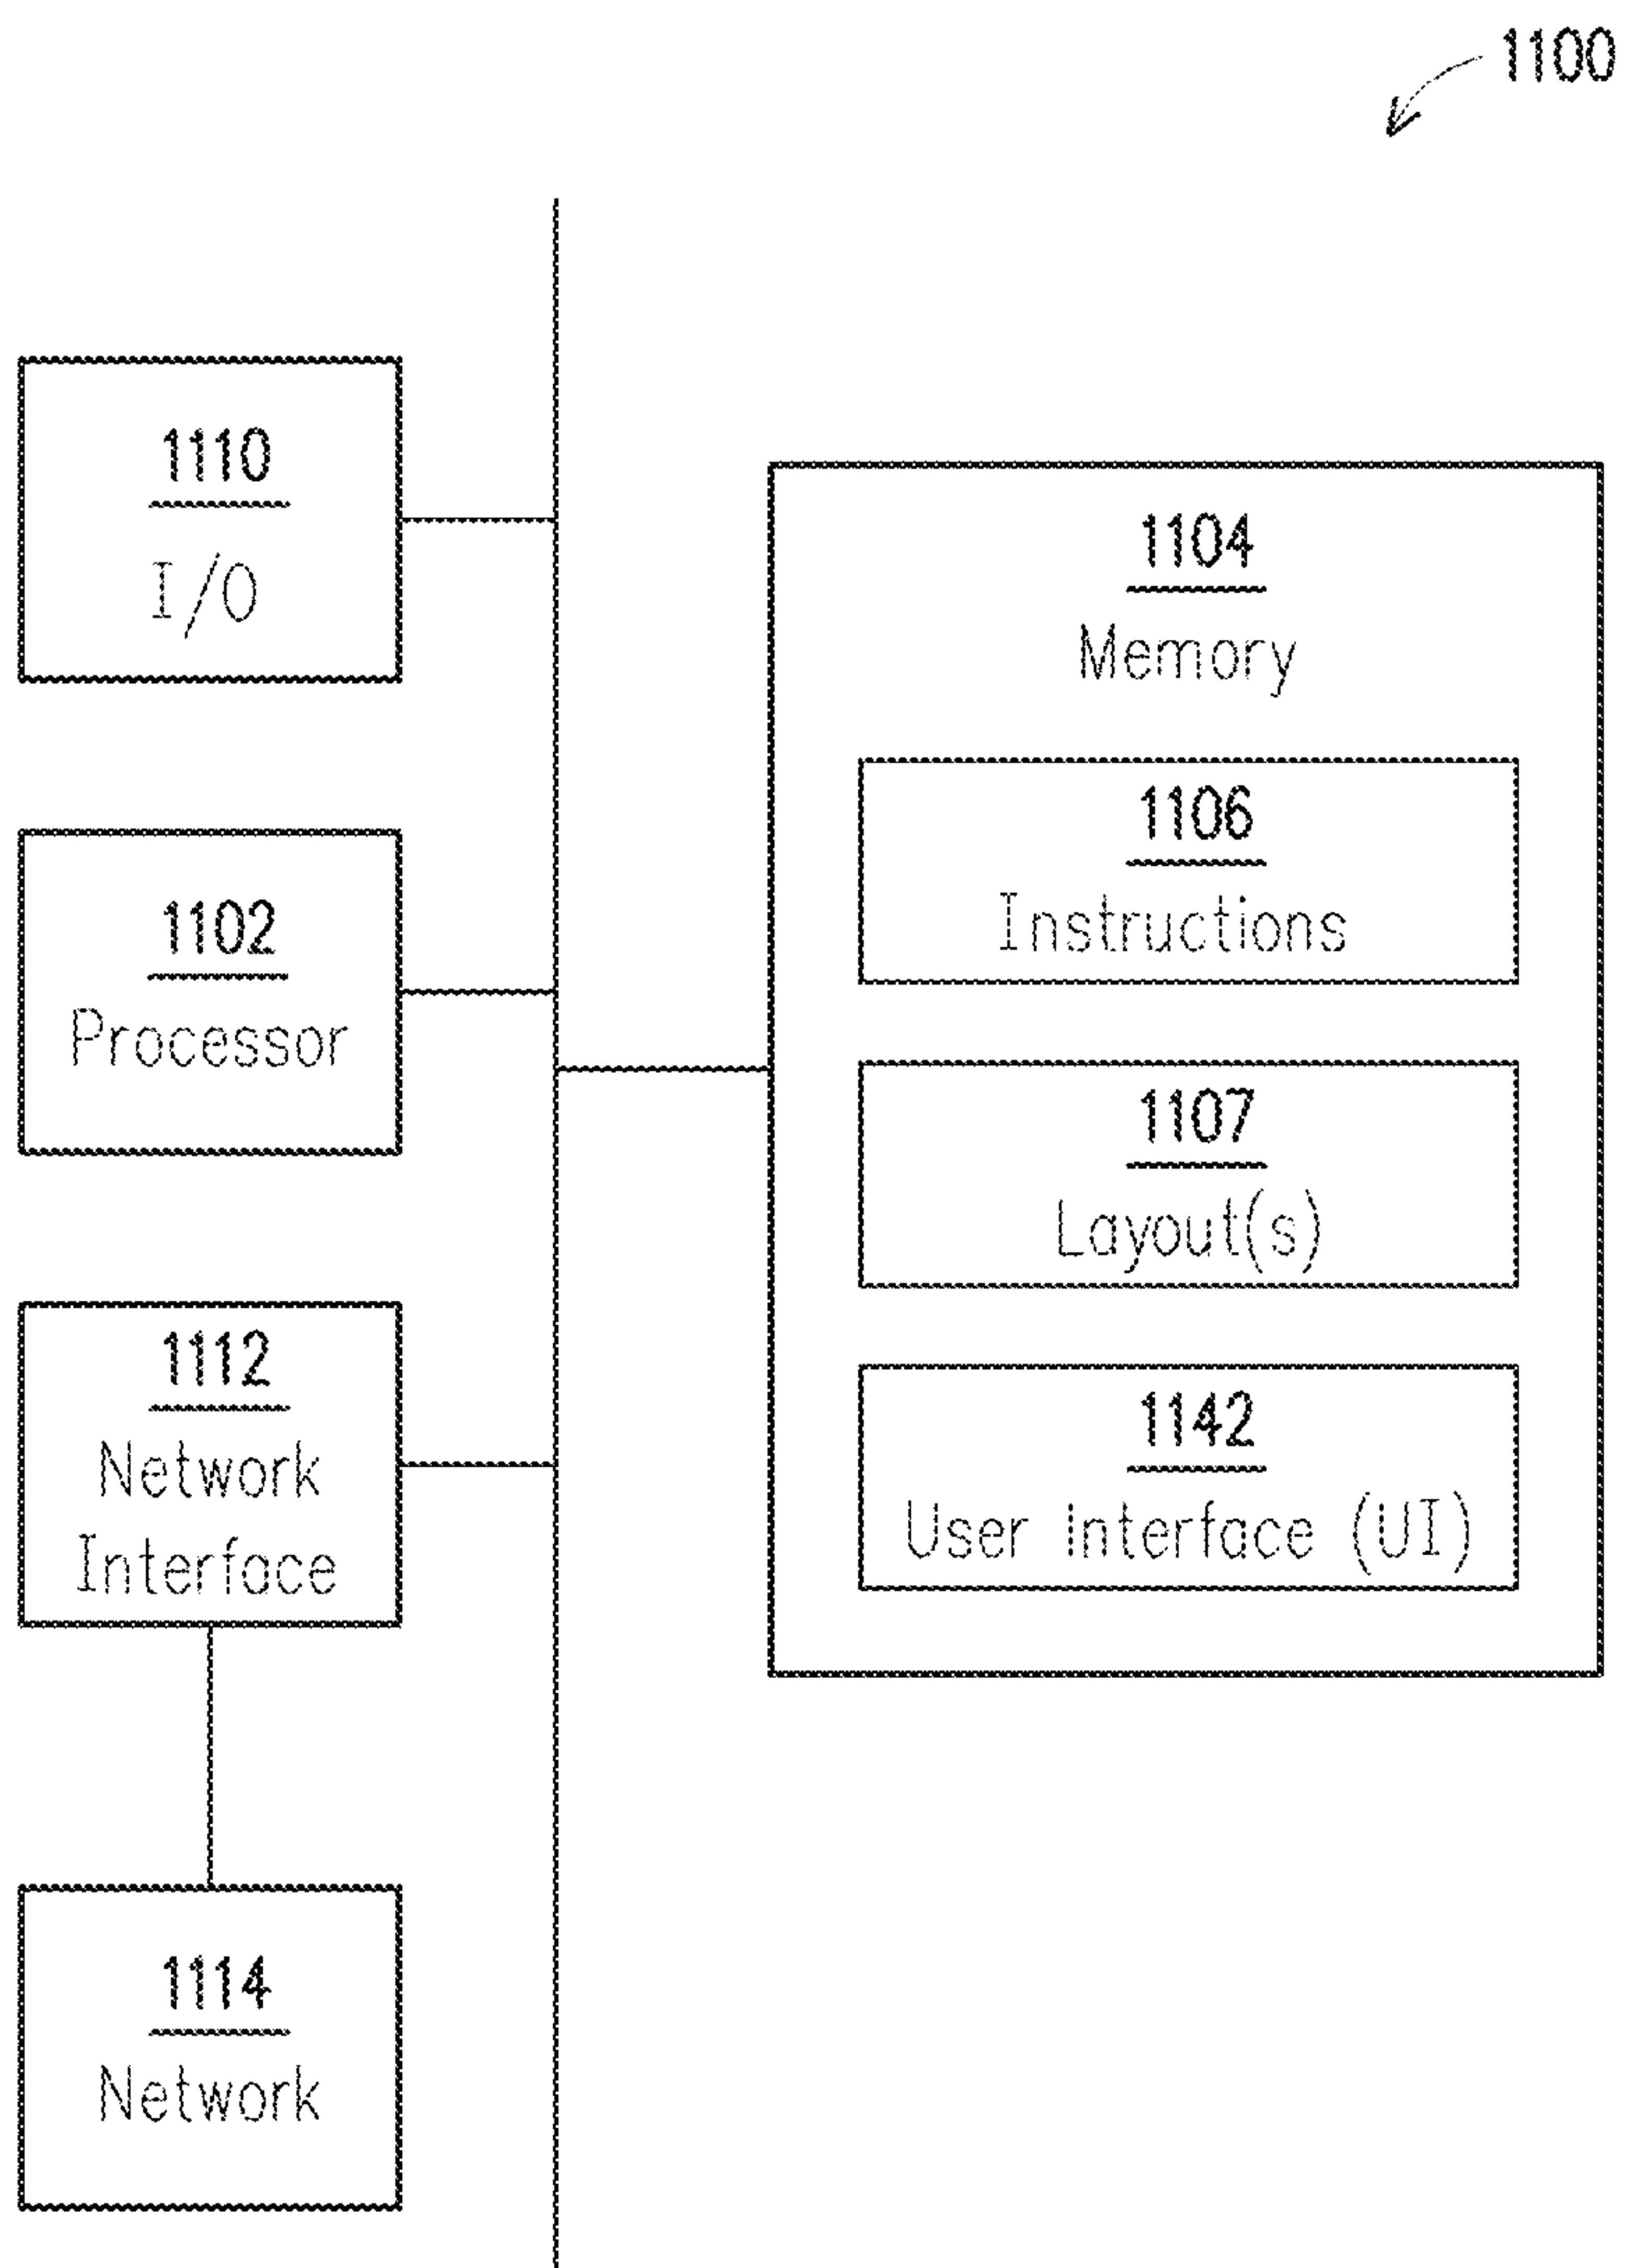 1100
1110
I/O
1104
Memory
1106
Instructions
1102
Processor
1107
Layout(s)
1112
Network
Interface
1142
User Interface (UI)
1114
Network